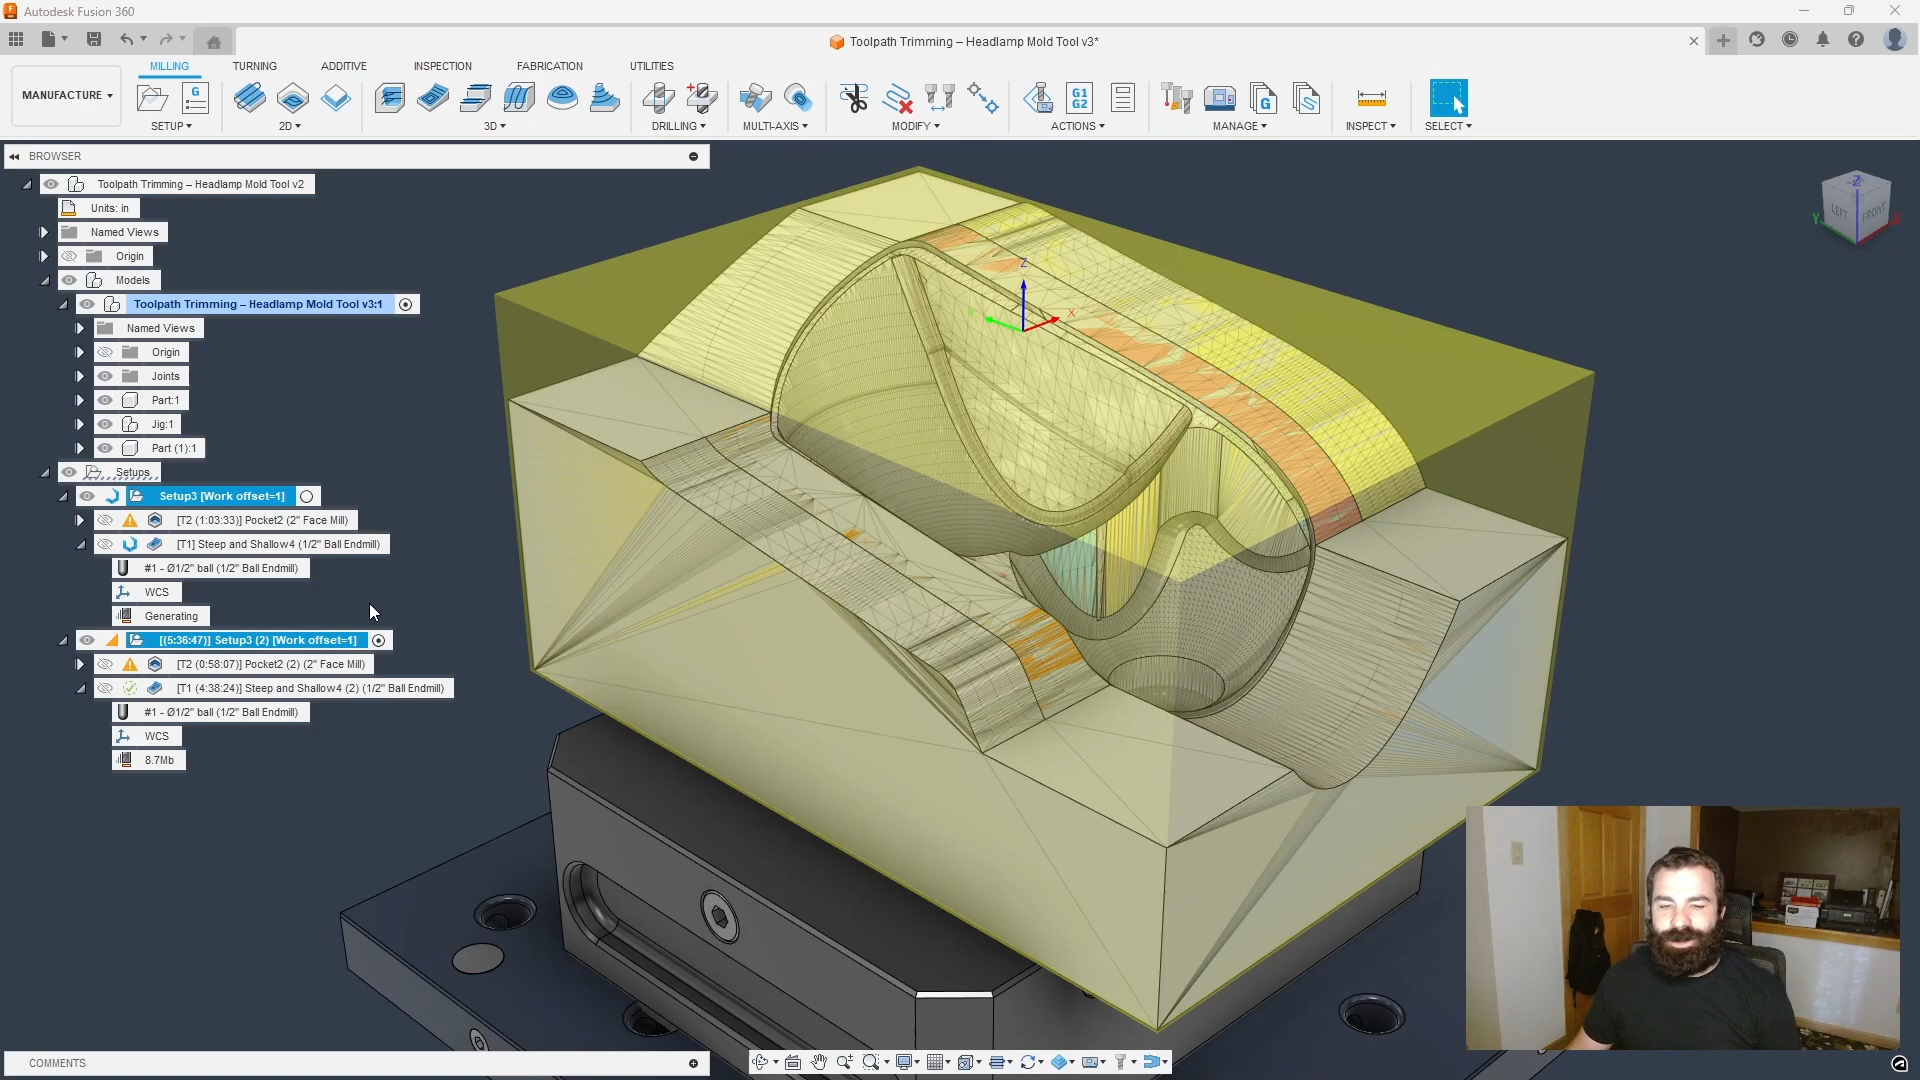 Autodesk Fusion 360
Toolpath Trimming – Headlamp Mold Tool v3*
MILLING TURNING ADDITIVE INSPECTION FABRICATION UTILITIES
MANUFACTURE
G
G1
G2
G
SETUP 2D 3D DRILLING MULTI-AXIS MODIFY ACTIONS MANAGE INSPECT SELECT
BROWSER
Toolpath Trimming – Headlamp Mold Tool v2
Units: in
Named Views
Origin
Models
Toolpath Trimming – Headlamp Mold Tool v3:1
Named Views
Origin
Joints
Part:1
Jig:1
Part (1):1
Setups
Setup3 [Work offset=1]
[T2 (1:03:33)] Pocket2 (2" Face Mill)
[T1] Steep and Shallow4 (1/2" Ball Endmill)
#1 - Ø1/2" ball (1/2" Ball Endmill)
WCS
Generating
[(5:36:47)] Setup3 (2) [Work offset=1]
[T2 (0:58:07)] Pocket2 (2) (2" Face Mill)
[T1 (4:38:24)] Steep and Shallow4 (2) (1/2" Ball Endmill)
#1 - Ø1/2" ball (1/2" Ball Endmill)
WCS
8.7Mb
Z
X
Z
Y
LEFT
FRONT
COMMENTS